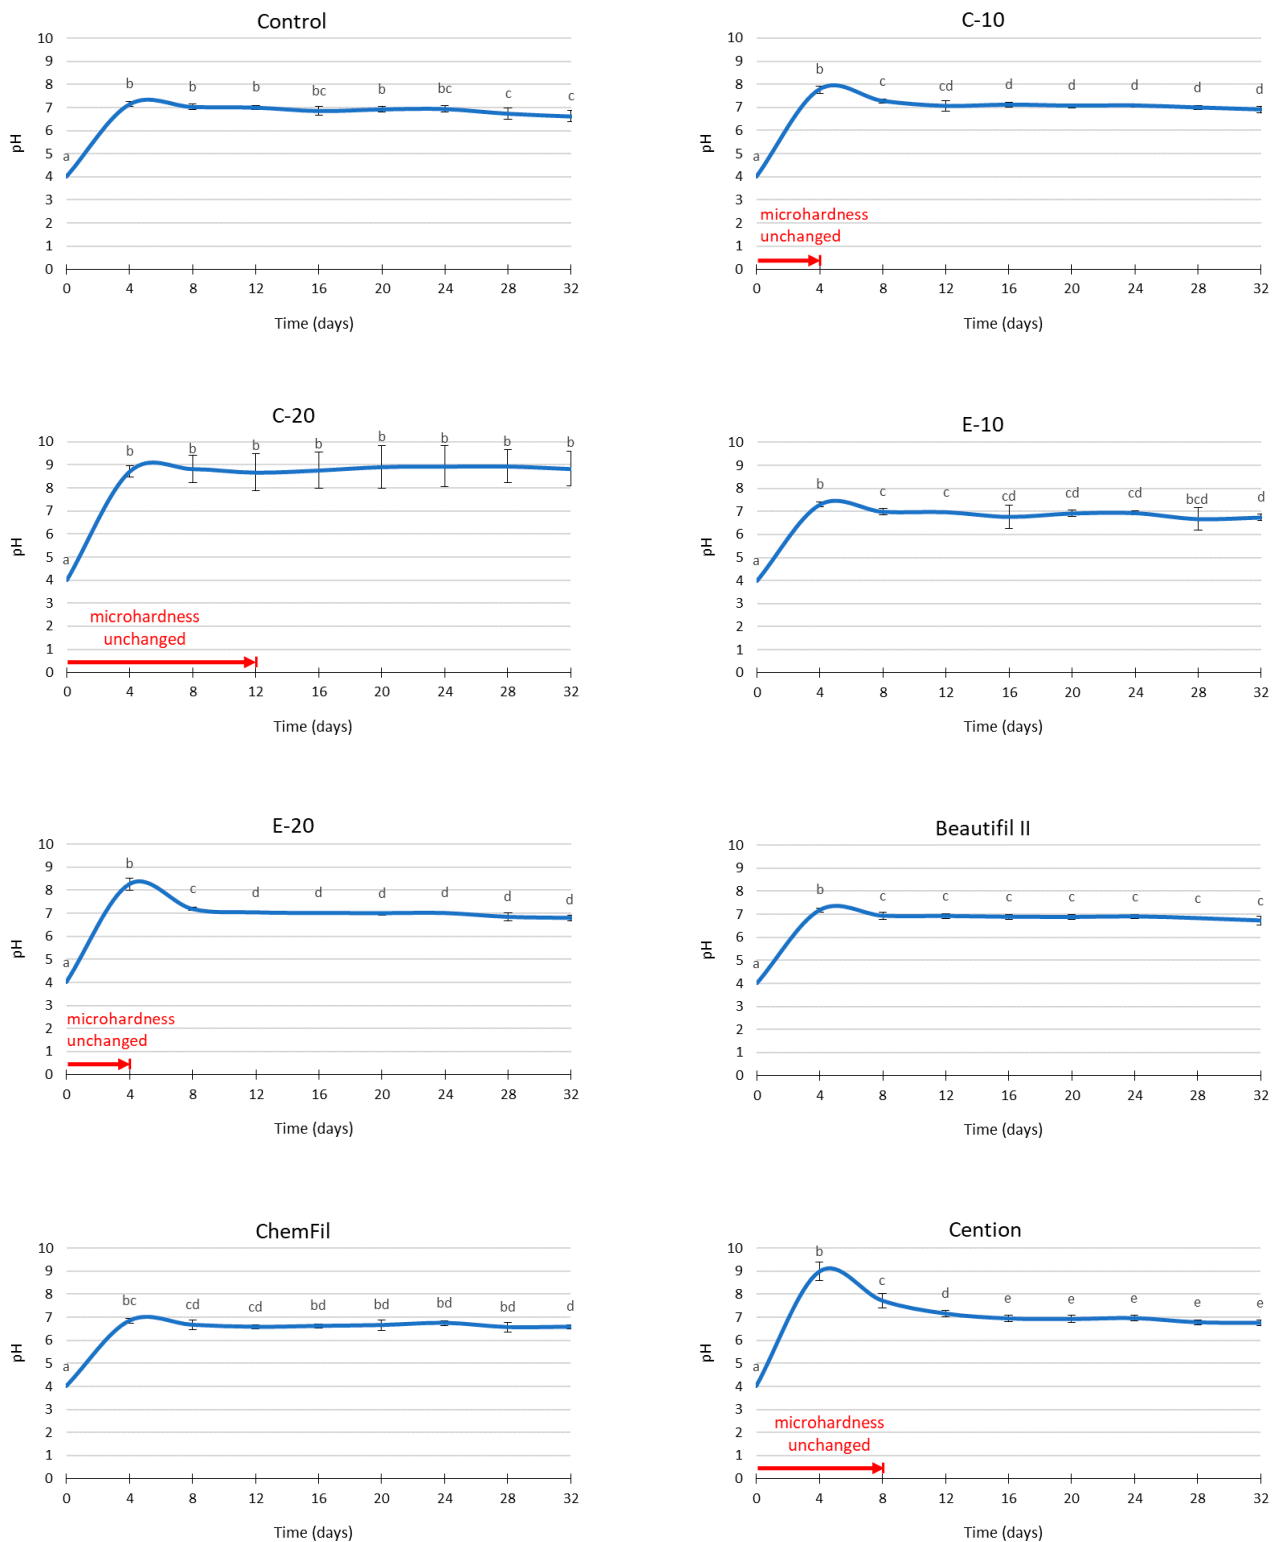 Control
10
9
8
7
6
5
4
3
2
1
0
pH
a
b
b
b
bc
b
bc
c
c
0 4 8 12 16 20 24 28 32
Time (days)
C-10
10
9
8
7
6
5
4
3
2
1
0
pH
a
b
c
cd
d
d
d
d
d
microhardness
unchanged
0 4 8 12 16 20 24 28 32
Time (days)
C-20
10
9
8
7
6
5
4
3
2
1
0
pH
a
b
b
b
b
b
b
b
b
microhardness
unchanged
0 4 8 12 16 20 24 28 32
Time (days)
E-10
10
9
8
7
6
5
4
3
2
1
0
pH
a
b
c
c
cd
cd
cd
bcd
d
0 4 8 12 16 20 24 28 32
Time (days)
E-20
10
9
8
7
6
5
4
3
2
1
0
pH
a
b
c
d
d
d
d
d
d
microhardness
unchanged
0 4 8 12 16 20 24 28 32
Time (days)
Beautifil II
10
9
8
7
6
5
4
3
2
1
0
pH
a
b
c
c
c
c
c
c
c
0 4 8 12 16 20 24 28 32
Time (days)
ChemFil
10
9
8
7
6
5
4
3
2
1
0
pH
a
bc
cd
cd
bd
bd
bd
bd
d
0 4 8 12 16 20 24 28 32
Time (days)
Cention
10
9
8
7
6
5
4
3
2
1
0
pH
a
b
c
d
e
e
e
e
e
microhardness
unchanged
0 4 8 12 16 20 24 28 32
Time (days)